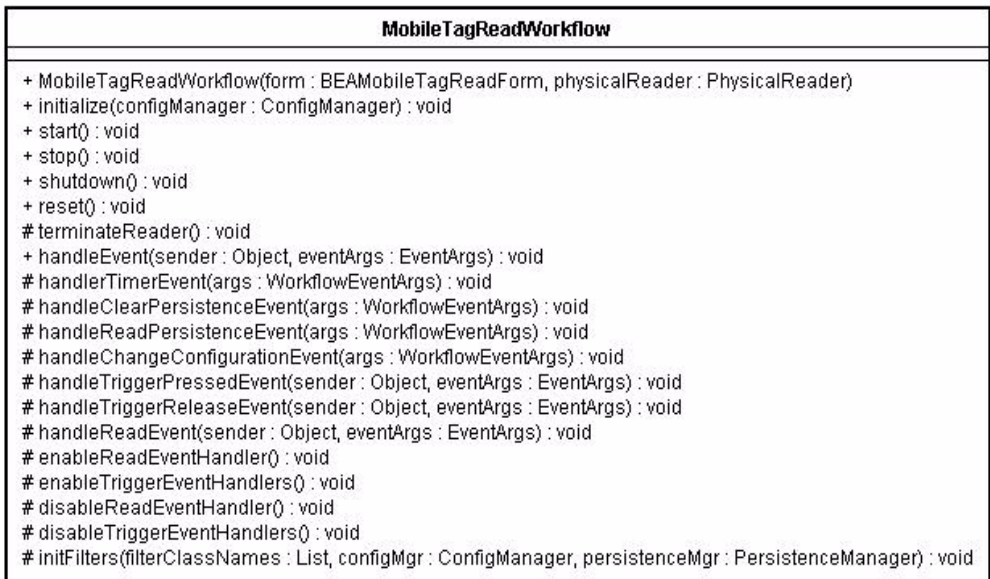 MobileTagReadWorkflow
+ MobileTagReadWorkflow(form : BEAMobileTagReadForm, physicalReader : PhysicalReader)
+ initialize(configManager : ConfigManager) : void
+ start() : void
+ stop() : void
+ shutdown() : void
+ reset() : void
# terminateReader() : void
+ handleEvent(sender : Object, eventArgs : EventArgs) : void
# handlerTimerEvent(args : WorkflowEventArgs) : void
# handleClearPersistenceEvent(args : WorkflowEventArgs) : void
# handleReadPersistenceEvent(args : WorkflowEventArgs) : void
# handleChangeConfigurationEvent(args : WorkflowEventArgs) : void
# handleTriggerPressedEvent(sender : Object, eventArgs : EventArgs) : void
# handleTriggerReleaseEvent(sender : Object, eventArgs : EventArgs) : void
# handleReadEvent(sender : Object, eventArgs : EventArgs) : void
# enableReadEventHandler() : void
# enableTriggerEventHandlers() : void
# disableReadEventHandler() : void
# disableTriggerEventHandlers() : void
# initFilters(filterClassNames : List, configMgr : ConfigManager, persistenceMgr : PersistenceManager) : void